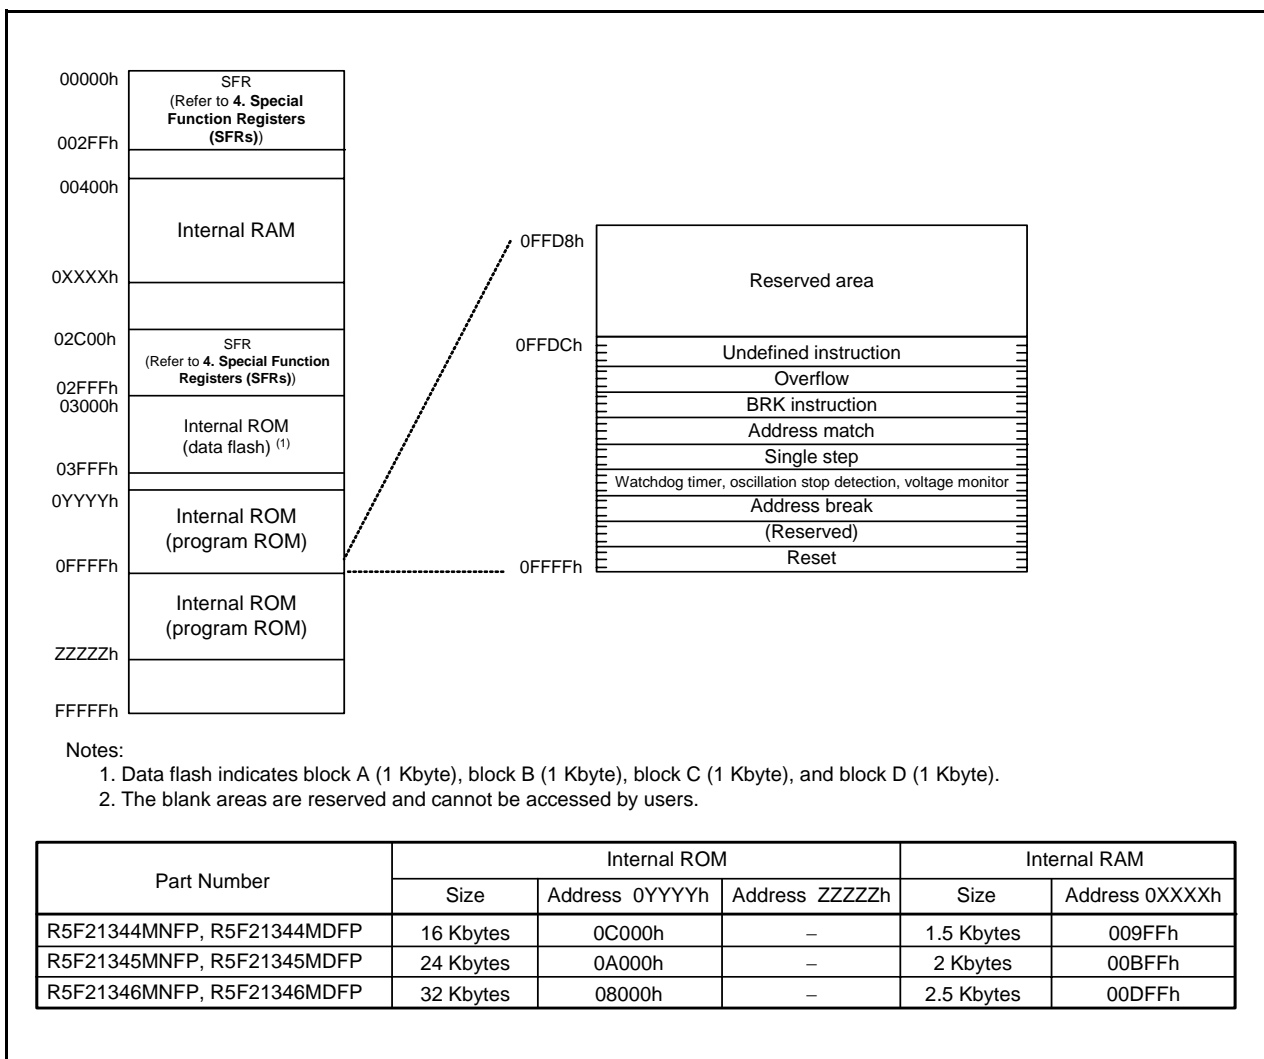 00000h
SFR
(Refer to 4. Special
Function Registers
(SFRs))
002FFh
00400h
Internal RAM
0XXXXh
02C00h
SFR
(Refer to 4. Special Function
Registers (SFRs))
02FFFh
03000h
Internal ROM
(data flash) (1)
03FFFh
0YYYYh
Internal ROM
(program ROM)
0FFFFh
Internal ROM
(program ROM)
ZZZZZh
FFFFFh
0FFD8h
Reserved area
0FFDCh
Undefined instruction
Overflow
BRK instruction
Address match
Single step
Watchdog timer, oscillation stop detection, voltage monitor
Address break
(Reserved)
Reset
0FFFFh
Notes:
1. Data flash indicates block A (1 Kbyte), block B (1 Kbyte), block C (1 Kbyte), and block D (1 Kbyte).
2. The blank areas are reserved and cannot be accessed by users.
Part Number Internal ROM Internal RAM
Size Address 0YYYYh Address ZZZZZh Size Address 0XXXXh
R5F21344MNFP, R5F21344MDFP 16 Kbytes 0C000h – 1.5 Kbytes 009FFh
R5F21345MNFP, R5F21345MDFP 24 Kbytes 0A000h – 2 Kbytes 00BFFh
R5F21346MNFP, R5F21346MDFP 32 Kbytes 08000h – 2.5 Kbytes 00DFFh